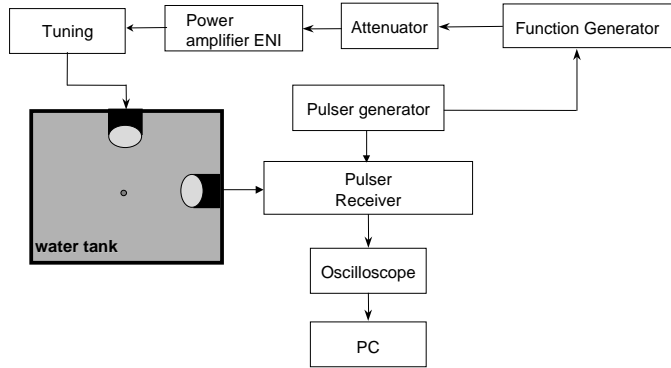 Tuning
Power
amplifier ENI
Attenuator
Function Generator
Pulser generator
Pulser
Receiver
water tank
Oscilloscope
PC